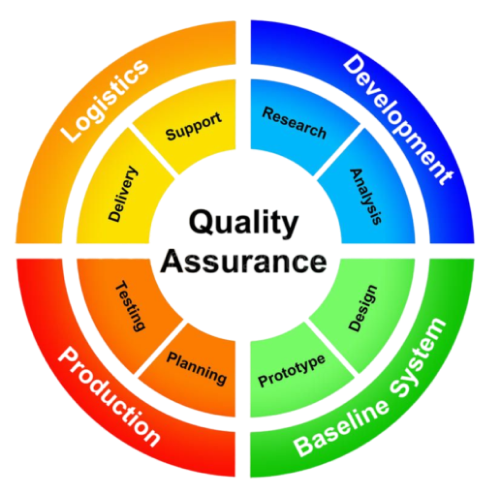 Quality
Assurance
Development
Research
Analysis
Baseline System
Design
Prototype
Production
Planning
Testing
Logistics
Delivery
Support